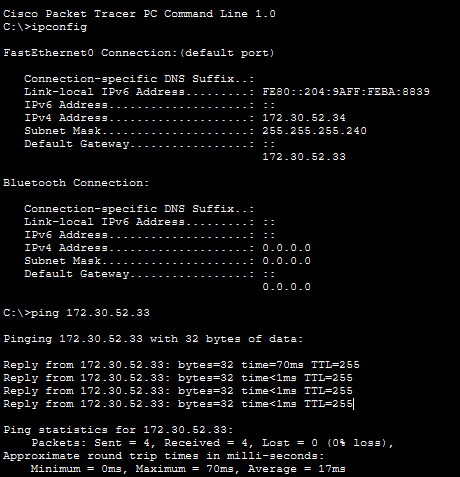 Cisco Packet Tracer PC Command Line 1.0
C:\>ipconfig
FastEthernet0 Connection:(default port)
Connection-specific DNS Suffix..:
Link-local IPv6 Address.........: FE80::204:9AFF:FEBA:8839
IPv6 Address....................: ::
IPv4 Address....................: 172.30.52.34
Subnet Mask.....................: 255.255.255.240
Default Gateway.................: ::
172.30.52.33
Bluetooth Connection:
Connection-specific DNS Suffix..:
Link-local IPv6 Address.........: ::
IPv6 Address....................: ::
IPv4 Address....................: 0.0.0.0
Subnet Mask.....................: 0.0.0.0
Default Gateway.................: ::
0.0.0.0
C:\>ping 172.30.52.33
Pinging 172.30.52.33 with 32 bytes of data:
Reply from 172.30.52.33: bytes=32 time=70ms TTL=255
Reply from 172.30.52.33: bytes=32 time<1ms TTL=255
Reply from 172.30.52.33: bytes=32 time<1ms TTL=255
Reply from 172.30.52.33: bytes=32 time<1ms TTL=255
Ping statistics for 172.30.52.33:
Packets: Sent = 4, Received = 4, Lost = 0 (0% loss),
Approximate round trip times in milli-seconds:
Minimum = 0ms, Maximum = 70ms, Average = 17ms